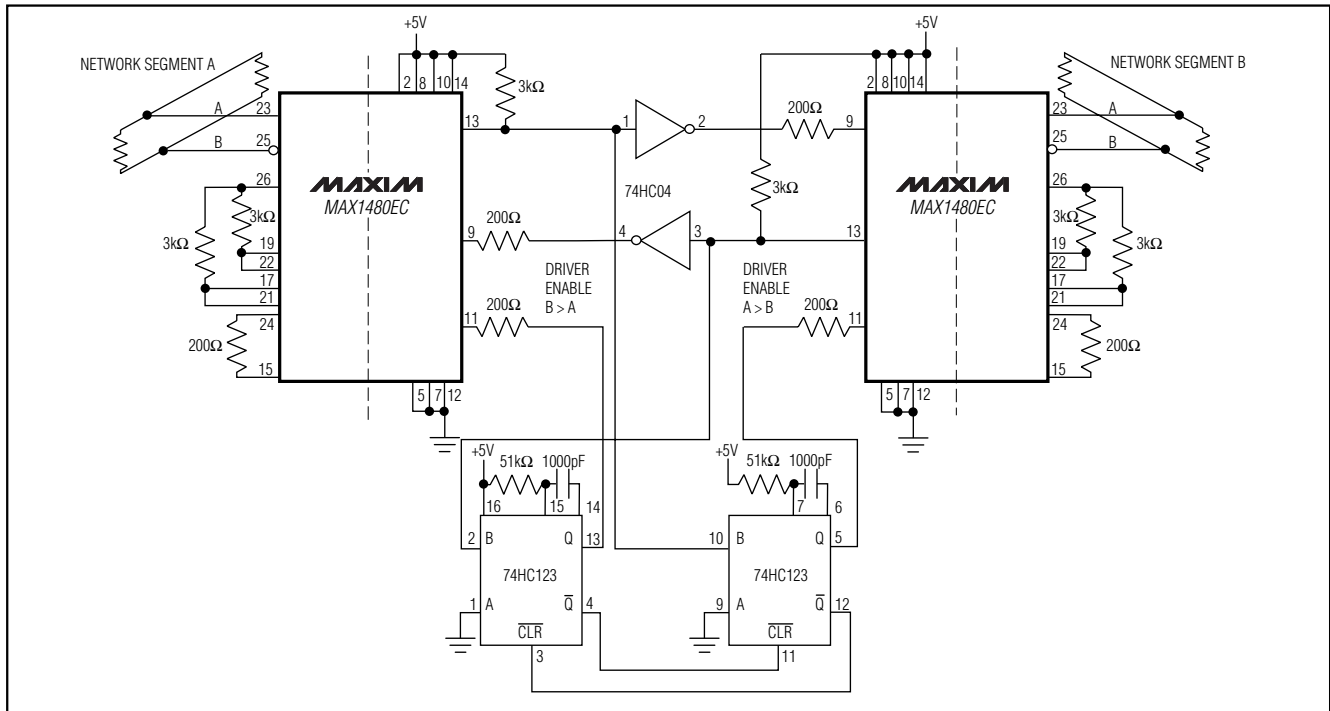 +5V
+5V
NETWORK SEGMENT A
NETWORK SEGMENT B
2
8
10
14
3kΩ
2
8
10
14
A
23
13
1
2
200Ω
9
23
A
B
25
25
B
MAXIM
MAX1480EC
74HC04
3kΩ
MAXIM
MAX1480EC
26
3kΩ
3kΩ
19
22
17
21
24
200Ω
15
9
200Ω
4
3
13
26
3kΩ
3kΩ
19
22
17
21
24
200Ω
15
DRIVER
ENABLE
B > A
DRIVER
ENABLE
A > B
11
200Ω
200Ω
11
5
7
12
5
7
12
+5V
51kΩ
1000pF
+5V
51kΩ
1000pF
16
15
14
7
6
2
B
Q
13
10
B
Q
5
74HC123
74HC123
1
A
Q
4
9
A
Q
12
CLR
CLR
3
11